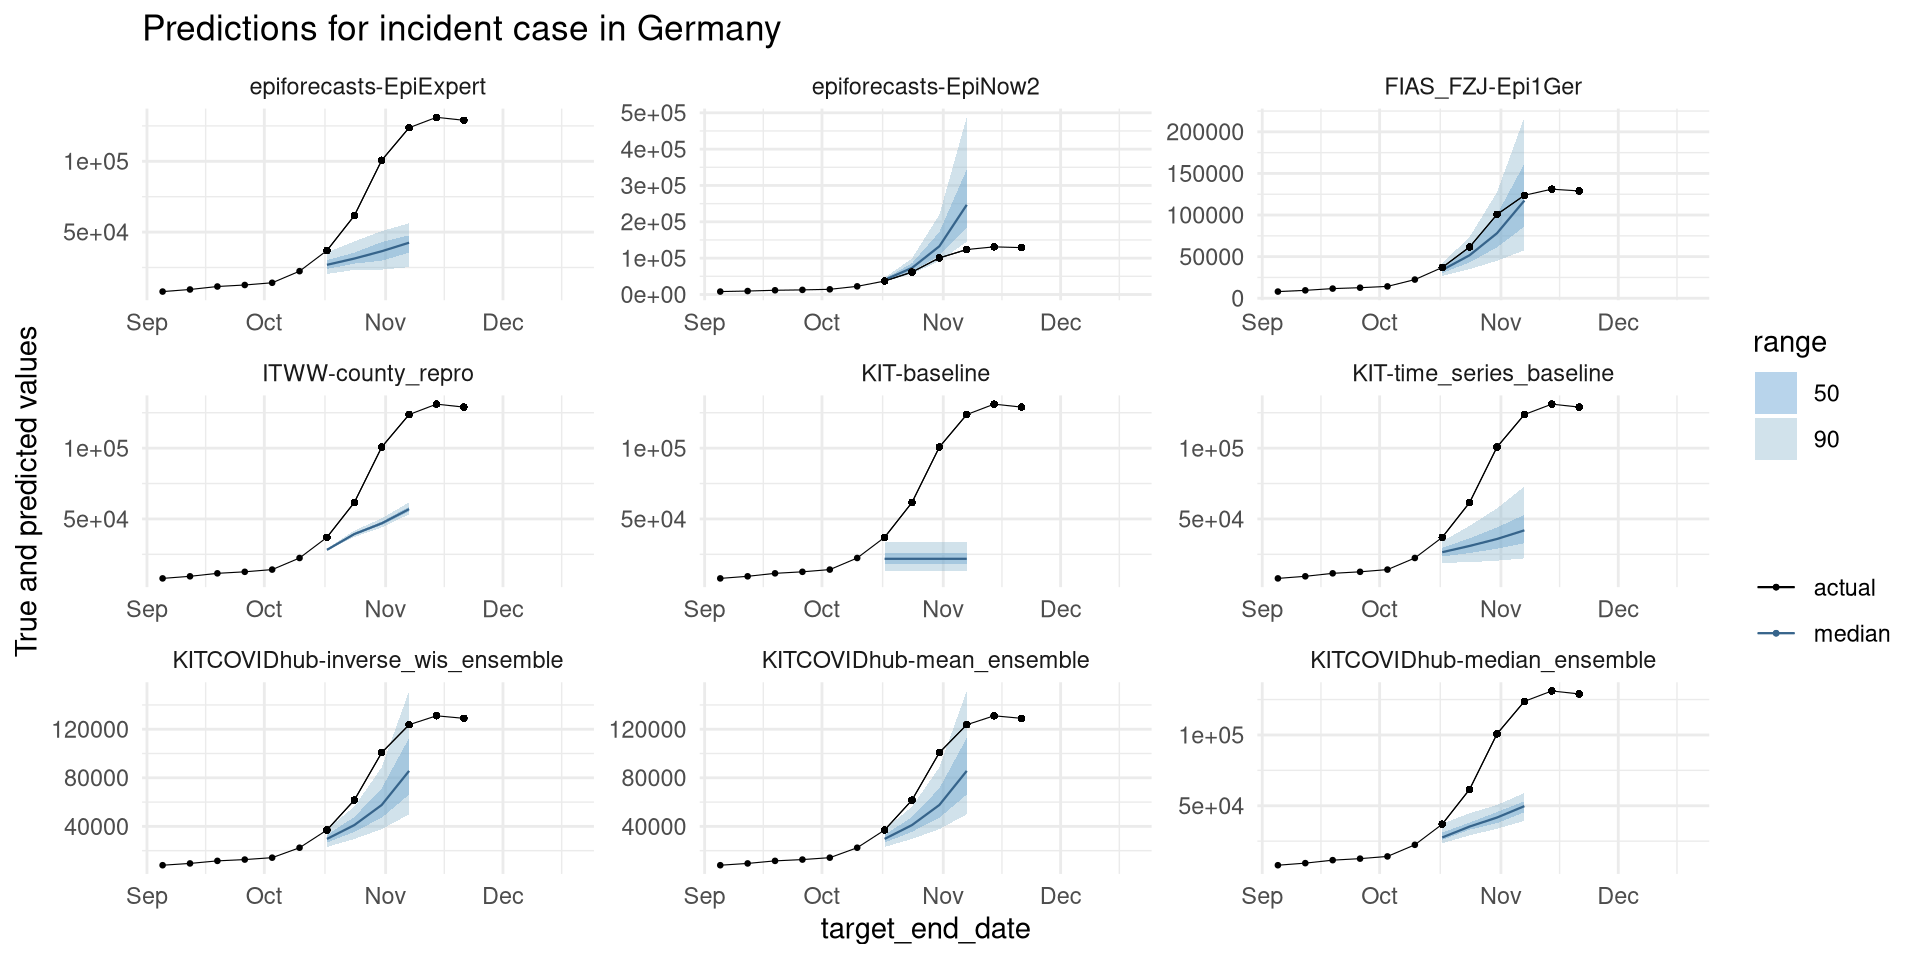 Predictions for incident case in Germany
epiforecasts-EpiExpert
1e+05
5e+04
Sep Oct Nov Dec
epiforecasts-EpiNow2
5e+05
4e+05
3e+05
2e+05
1e+05
0e+00
Sep Oct Nov Dec
FIAS_FZJ-Epi1Ger
200000
150000
100000
50000
0
Sep Oct Nov Dec
ITWW-county_repro
1e+05
5e+04
Sep Oct Nov Dec
KIT-baseline
1e+05
5e+04
Sep Oct Nov Dec
KIT-time_series_baseline
1e+05
5e+04
Sep Oct Nov Dec
KITCOVIDhub-inverse_wis_ensemble
120000
80000
40000
Sep Oct Nov Dec
KITCOVIDhub-mean_ensemble
120000
80000
40000
Sep Oct Nov Dec
KITCOVIDhub-median_ensemble
1e+05
5e+04
Sep Oct Nov Dec
True and predicted values
target_end_date
range
50
90
actual
median